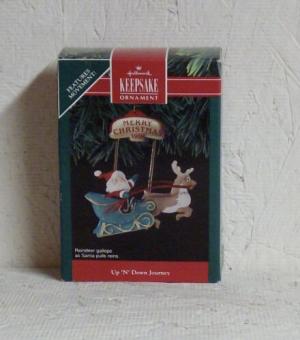 FEATURES
MOVEMENT!
Hallmark
KEEPSAKE
ORNAMENT
MERRY
CHRISTMAS
Reindeer gallops
as Santa pulls reins
Up 'N' Down Journey